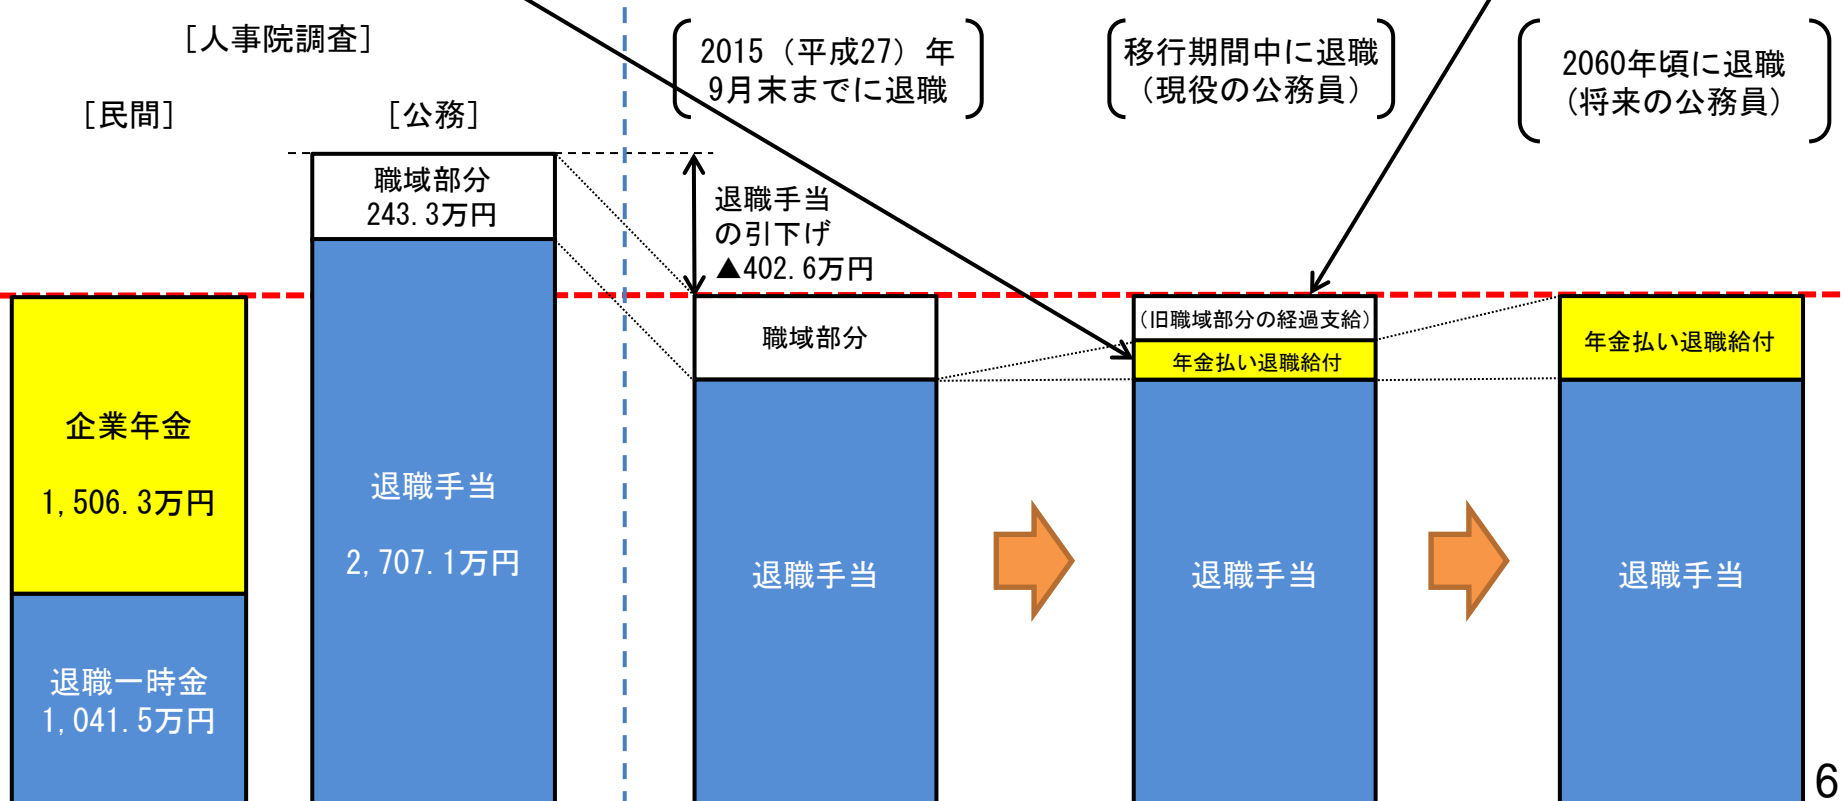 [人事院調査]
[民間]
[公務]
2015（平成27）年
9月末までに退職
移行期間中に退職
（現役の公務員）
2060年頃に退職
（将来の公務員）
職域部分
243.3万円
退職手当
の引下げ
▲402.6万円
企業年金
1,506.3万円
退職一時金
1,041.5万円
退職手当
2,707.1万円
職域部分
退職手当
（旧職域部分の経過支給）
年金払い退職給付
退職手当
年金払い退職給付
退職手当
6